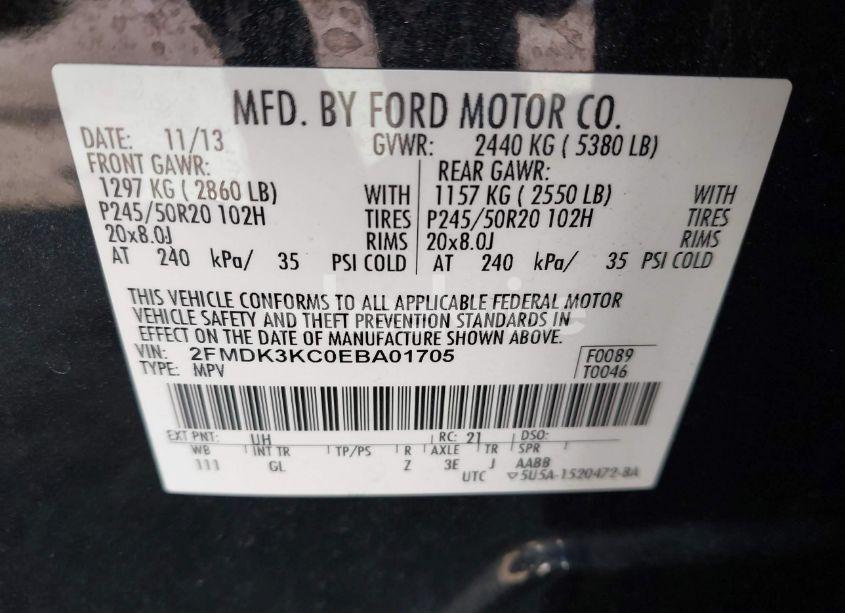 MFD. BY FORD MOTOR CO.
DATE: 11/13 GVWR: 2440 KG ( 5380 LB)
FRONT GAWR: REAR GAWR:
1297 KG ( 2860 LB) WITH 1157 KG ( 2550 LB) WITH
P245/50R20 102H TIRES P245/50R20 102H TIRES
20x8.0J RIMS 20x8.0J RIMS
AT 240 kPa/ 35 PSI COLD AT 240 kPa/ 35 PSI COLD
THIS VEHICLE CONFORMS TO ALL APPLICABLE FEDERAL MOTOR
VEHICLE SAFETY AND THEFT PREVENTION STANDARDS IN
EFFECT ON THE DATE OF MANUFACTURE SHOWN ABOVE.
VIN: 2FMDK3KC0EBA01705 F0089
TYPE: MPV T0046
EXT PNT: UH RC: 21 DSO:
WB INT TR TP/PS R AXLE TR SPR
111 GL Z 3E J AABB
UTC ▽5U5A-1520472-BA